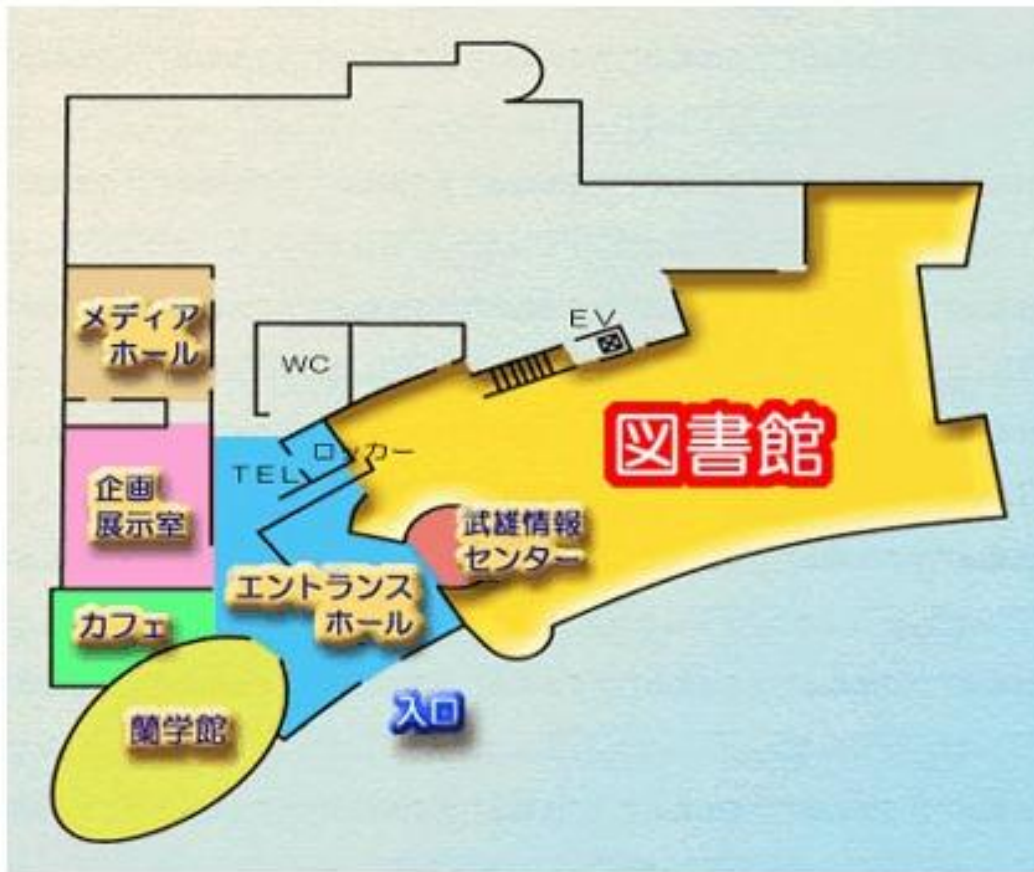 メディア
ホール
WC
EV
図書館
ロッカー
TEL
企画
展示室
武雄情報
センター
エントランス
ホール
カフェ
蘭学館
入口